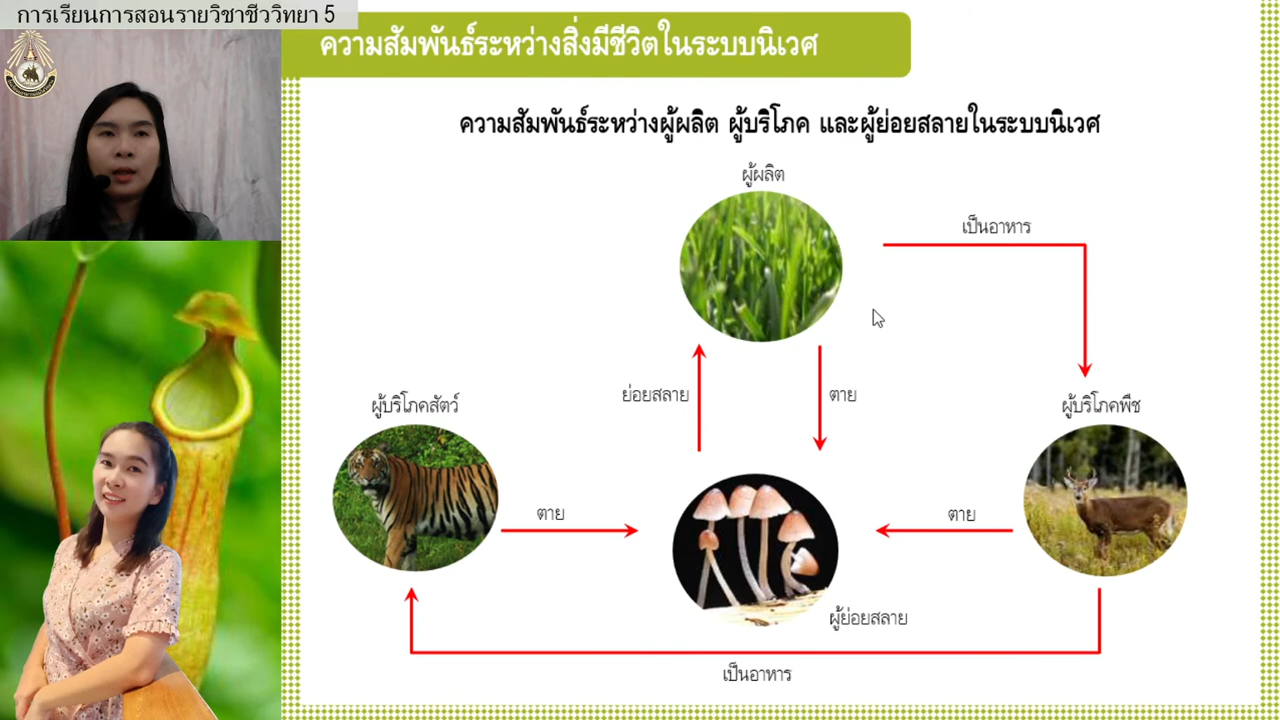 การเรียนการสอนรายวิชาชีววิทยา 5
ความสัมพันธ์ระหว่างสิ่งมีชีวิตในระบบนิเวศ
ความสัมพันธ์ระหว่างผู้ผลิต ผู้บริโภค และผู้ย่อยสลายในระบบนิเวศ
ผู้ผลิต
เป็นอาหาร
ย่อยสลาย
ตาย
ผู้บริโภคสัตว์
ผู้บริโภคพืช
ตาย
ตาย
ผู้ย่อยสลาย
เป็นอาหาร